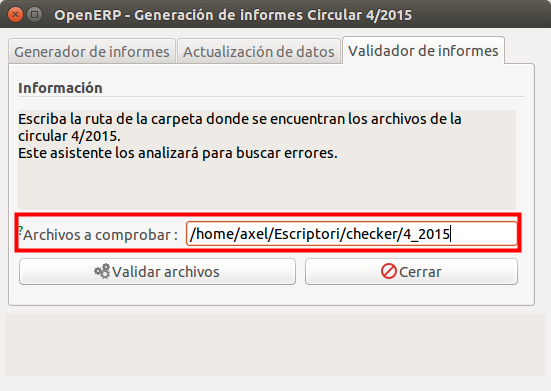 OpenERP - Generación de informes Circular 4/2015
Generador de informes Actualización de datos Validador de informes
Información
Escriba la ruta de la carpeta donde se encuentran los archivos de la
circular 4/2015.
Este asistente los analizará para buscar errores.
?Archivos a comprobar : /home/axel/Escriptori/checker/4_2015
Validar archivos Cerrar